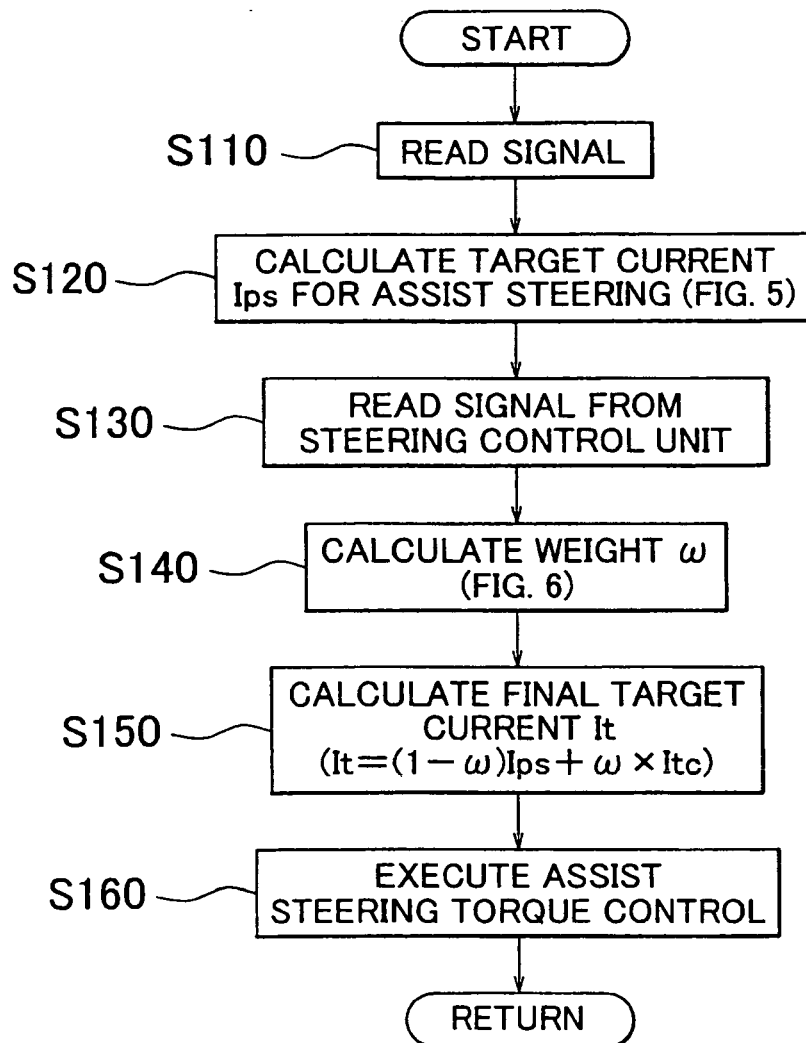 START
S110
READ SIGNAL
S120
CALCULATE TARGET CURRENT
Ips FOR ASSIST STEERING (FIG. 5)
S130
READ SIGNAL FROM
STEERING CONTROL UNIT
S140
CALCULATE WEIGHT ω
(FIG. 6)
S150
CALCULATE FINAL TARGET
CURRENT It
(It=(1-ω)Ips+ω×Itc)
S160
EXECUTE ASSIST
STEERING TORQUE CONTROL
RETURN